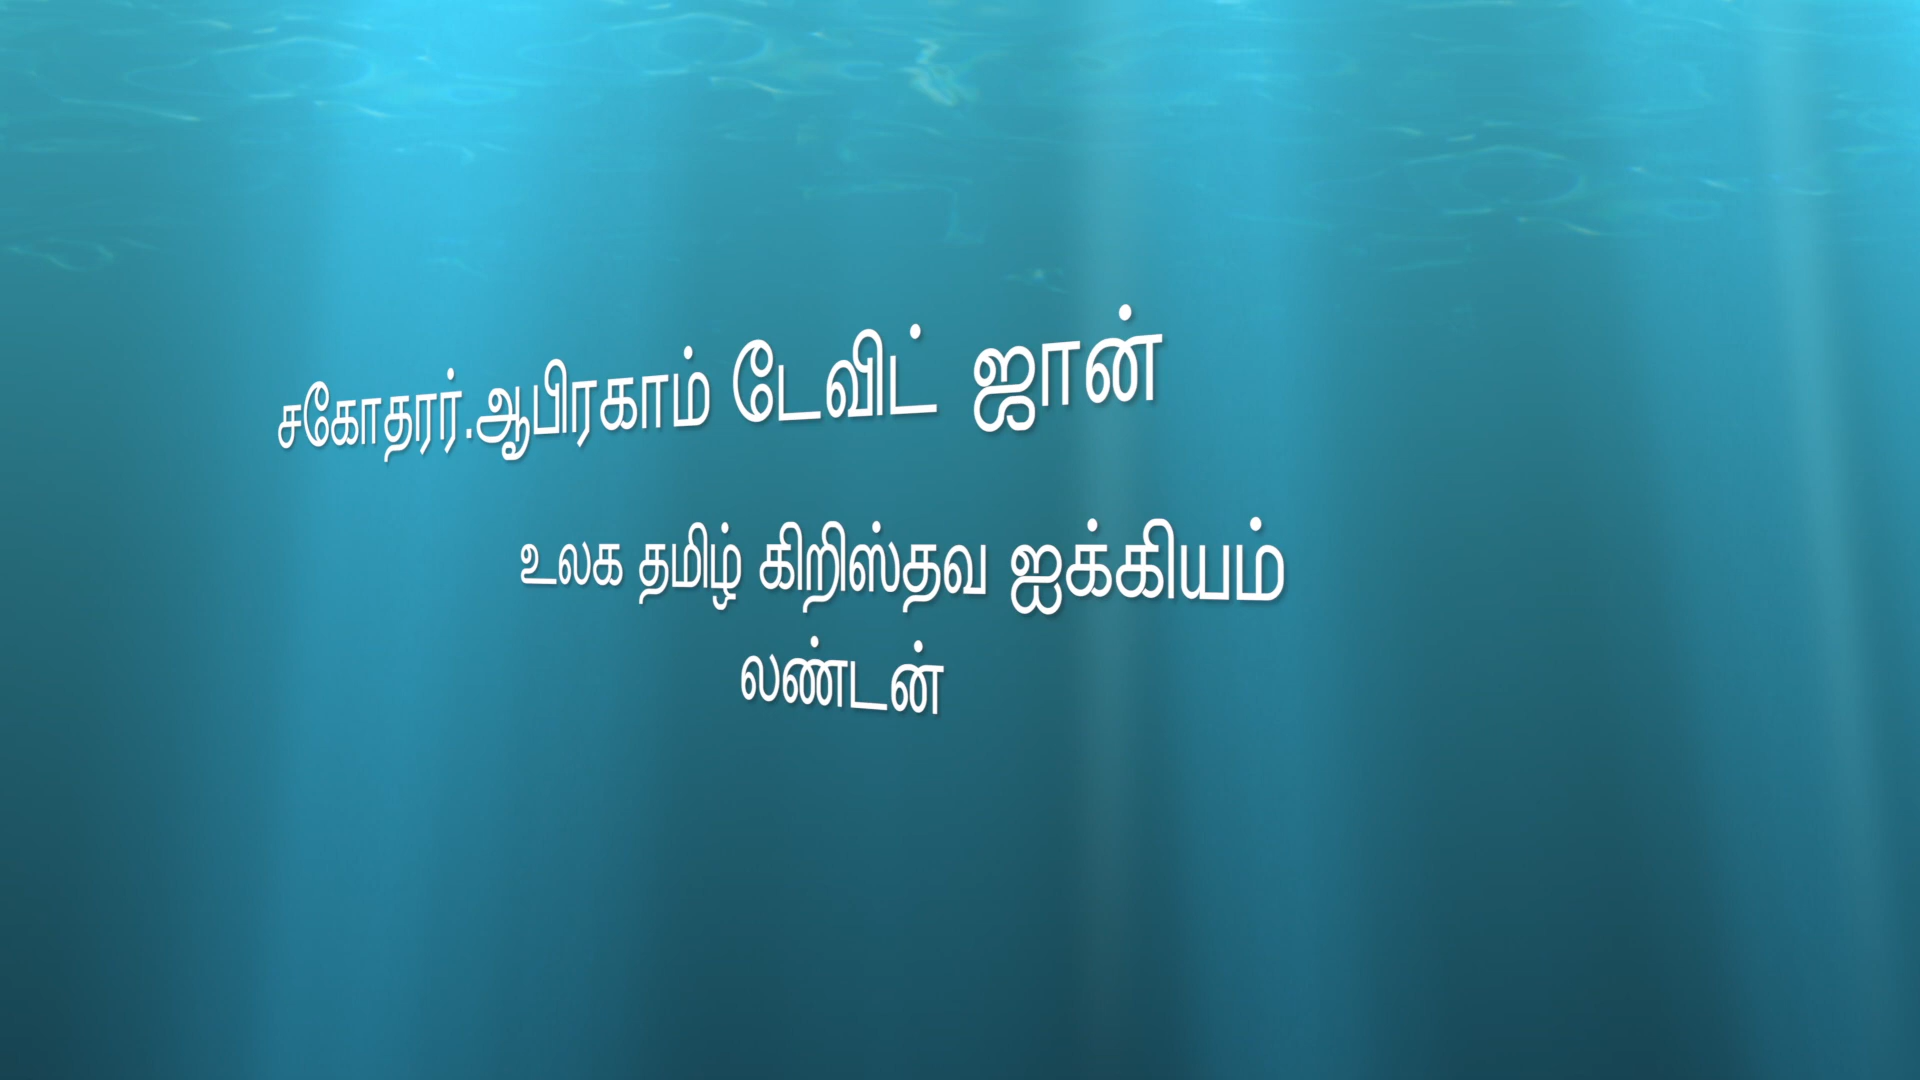 சகோதரர்.ஆபிரகாம் டேவிட் ஜான்
உலக தமிழ் கிறிஸ்தவ ஐக்கியம்
லண்டன்